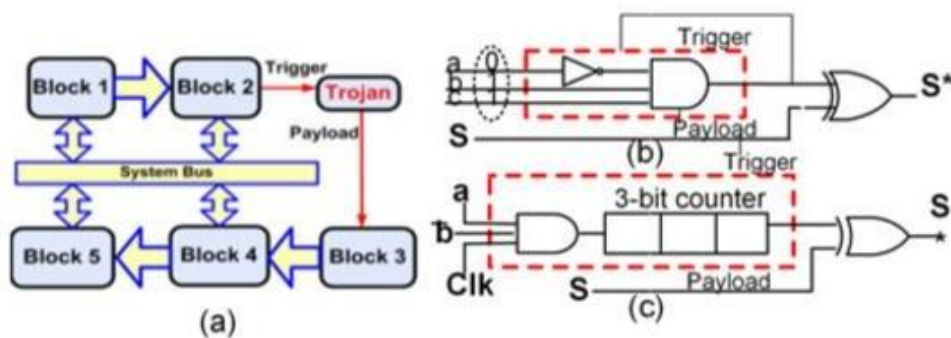 Block 1
Block 2
Trigger
Trojan
Payload
System Bus
Block 5
Block 4
Block 3
(a)
Trigger
a 0
b 1
c 1
S
S*
Payload
(b)
Trigger
a
3-bit counter
b
Clk
S
S
*
Payload
(c)